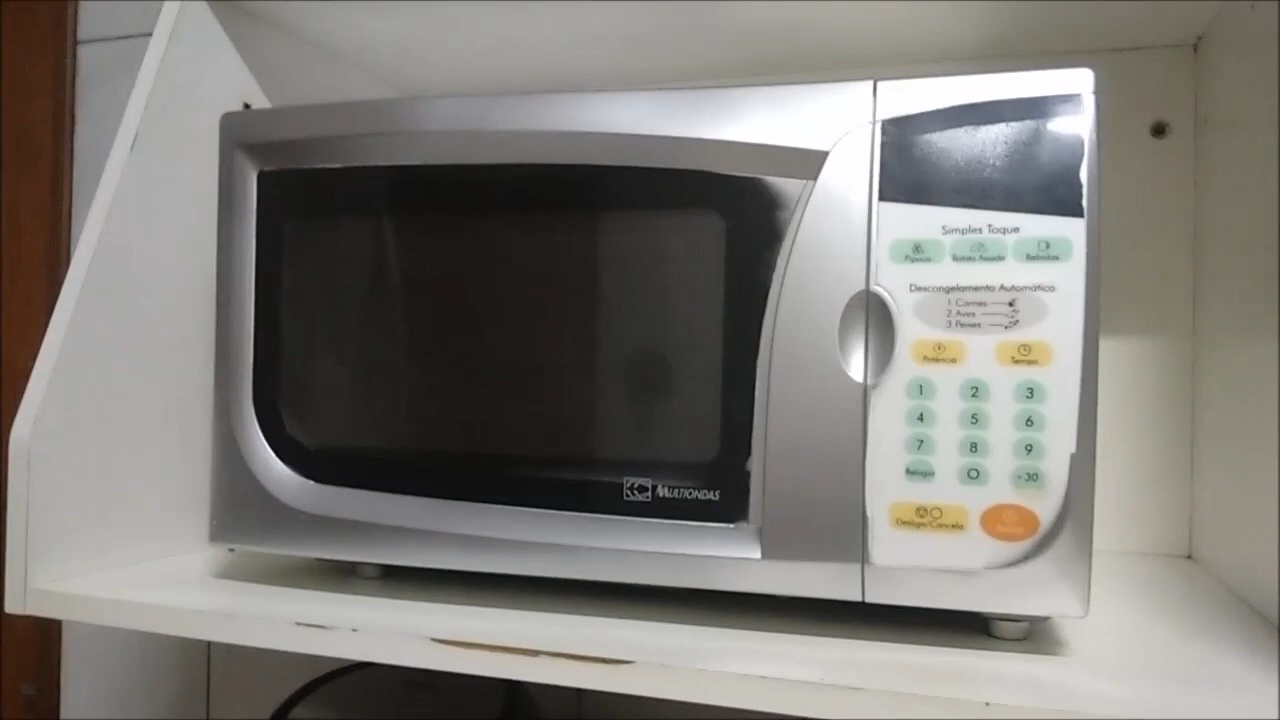 MULTIONDAS
Simples Toque
Pipoca Batata Assada Bebidas
Descongelamento Automático
1. Carnes
2. Aves
3. Peixes
Potência Tempo
1 2 3
4 5 6
7 8 9
Relógio 0 +30
Desliga/Cancela